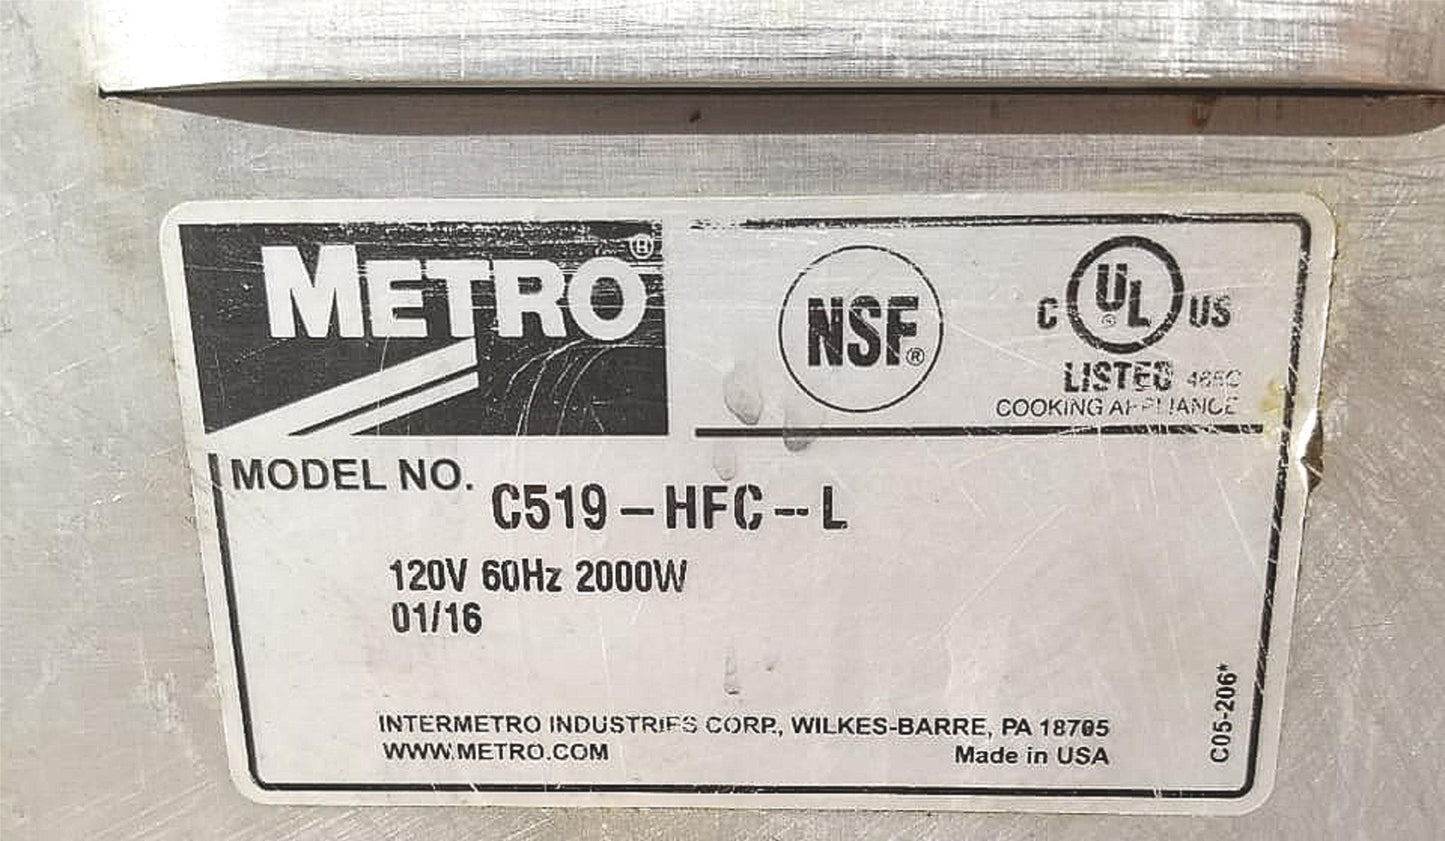 METRO®
NSF®
C UL® US
LISTED 465C
COOKING APPLIANCE
MODEL NO. C519-HFC--L
120V 60Hz 2000W
01/16
INTERMETRO INDUSTRIES CORP., WILKES-BARRE, PA 18705
WWW.METRO.COM
Made in USA
C05-206*